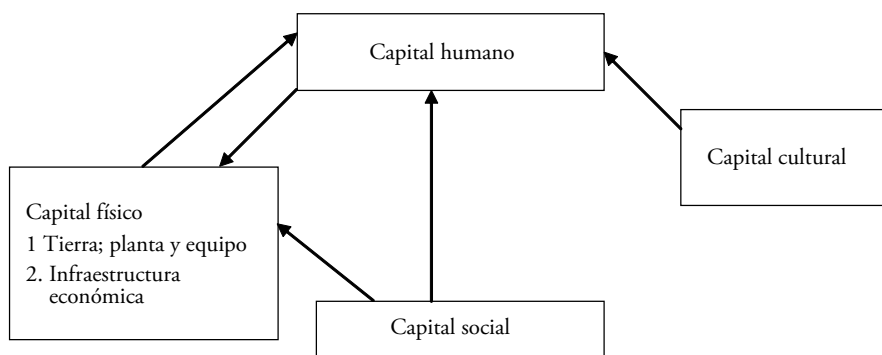 Capital humano
Capital cultural
Capital físico
1 Tierra; planta y equipo
2. Infraestructura
económica
Capital social